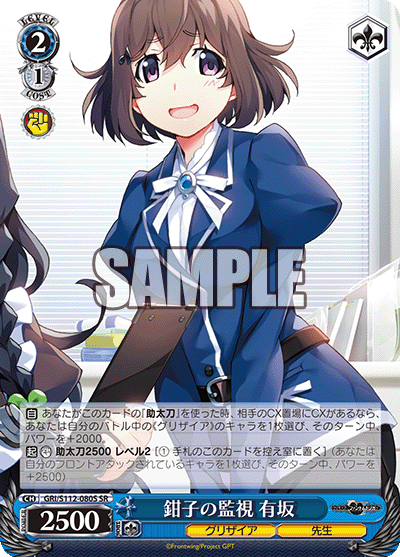 LEVEL
2
1
COST
SAMPLE
自 あなたがこのカードの「助太刀」を使った時、相手のCX置場にCXがあるなら、
あなたは自分のバトル中の《グリザイア》のキャラを1枚選び、そのターン中、
パワーを+2000。
起 助太刀2500 レベル2 [① 手札のこのカードを控え室に置く] (あなたは
自分のフロントアタックされているキャラを1枚選び、そのターン中、パワー
を+2500)
CH GRI/S112-080S SR
鉗子の監視 有坂
2500
グリザイア
先生
©Frontwing/Project GPT